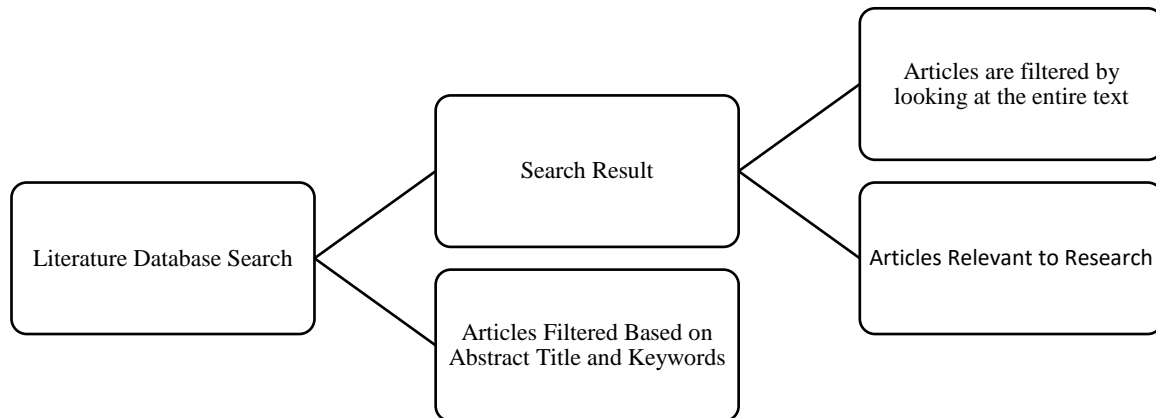 Literature Database Search
Search Result
Articles Filtered Based on
Abstract Title and Keywords
Articles are filtered by
looking at the entire text
Articles Relevant to Research